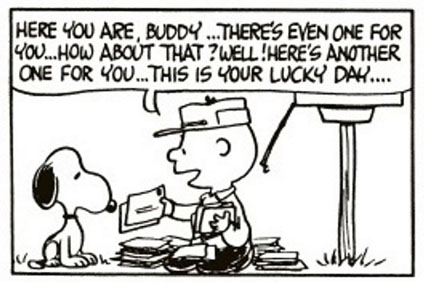 HERE YOU ARE, BUDDY ...THERE'S EVEN ONE FOR
YOU...HOW ABOUT THAT? WELL! HERE'S ANOTHER
ONE FOR YOU...THIS IS YOUR LUCKY DAY....